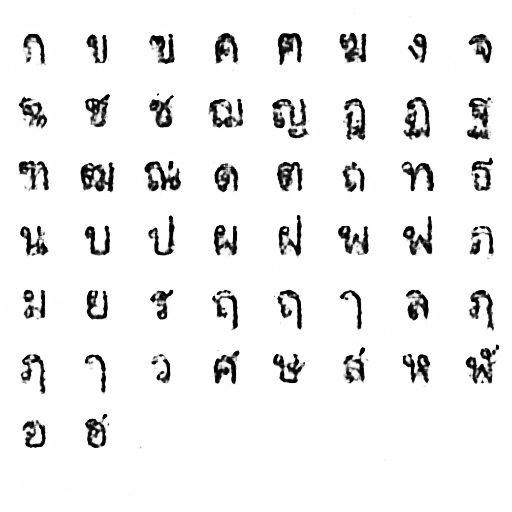 ก ข ฃ ค ฅ ฆ ง จ
ฉ ช ซ ฌ ญ ฎ ฏ ฐ
ฑ ฒ ณ ด ต ถ ท ธ
น บ ป ผ ฝ พ ฟ ภ
ม ย ร ฤ ฤ ๅ ล ฦ
ฦ ๅ ว ศ ษ ส ห ฬ
อ ฮ